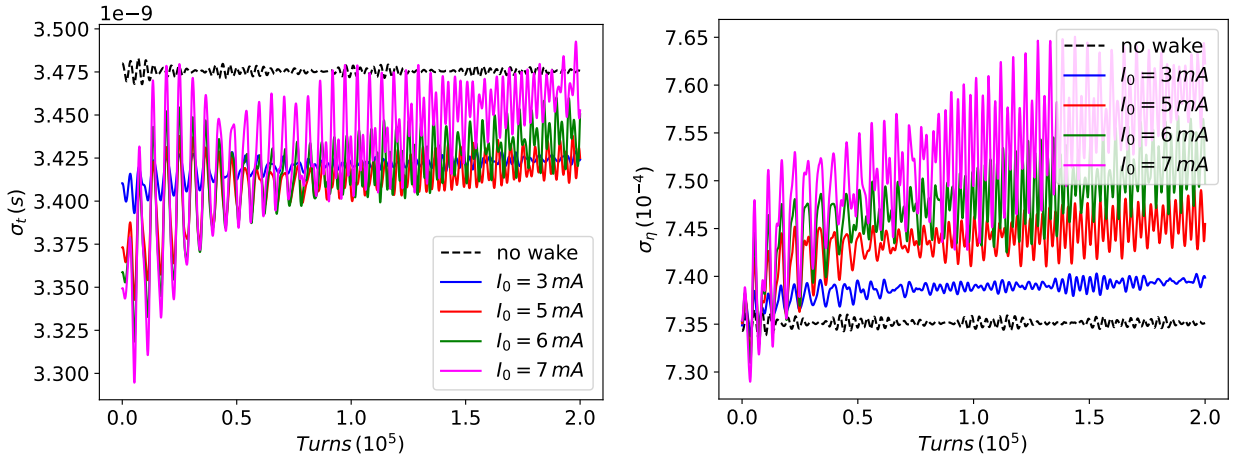 1e−9
3.500
3.475
3.450
3.425
3.400
3.375
3.350
3.325
3.300
σt (s)
0.0 0.5 1.0 1.5 2.0
Turns (10^5)
no wake
I0 = 3 mA
I0 = 5 mA
I0 = 6 mA
I0 = 7 mA
7.65
7.60
7.55
7.50
7.45
7.40
7.35
7.30
ση (10^−4)
0.0 0.5 1.0 1.5 2.0
Turns (10^5)
no wake
I0 = 3 mA
I0 = 5 mA
I0 = 6 mA
I0 = 7 mA